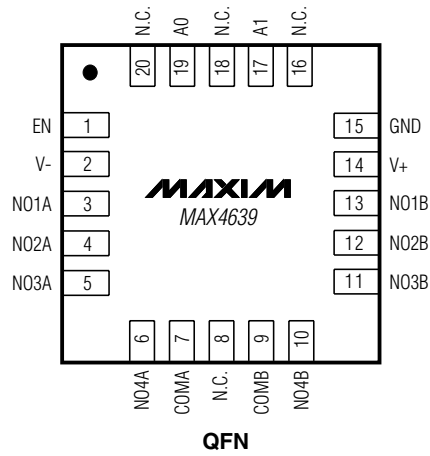 N.C. A0 N.C. A1 N.C.
20 19 18 17 16
EN 1 15 GND
V- 2 14 V+
NO1A 3 13 NO1B
MAXIM
MAX4639
NO2A 4 12 NO2B
NO3A 5 11 NO3B
6 7 8 9 10
NO4A COMA N.C. COMB NO4B
QFN